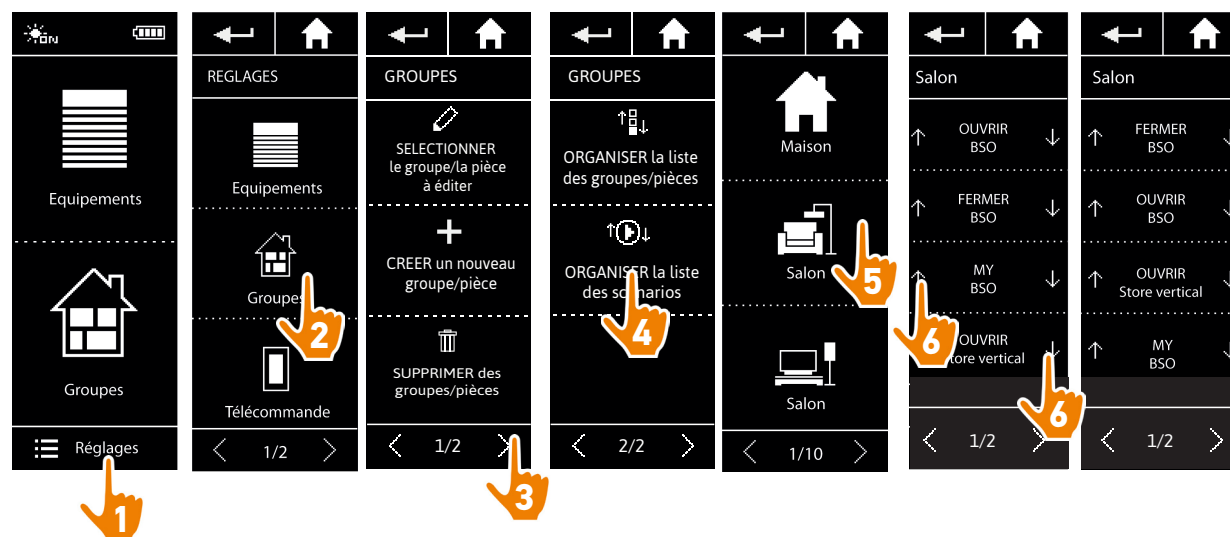 ON
Equipements
Groupes
Réglages
1
REGLAGES
Equipements
Groupes
2
Télécommande
1/2
GROUPES
SELECTIONNER
le groupe/la pièce
à éditer
CREER un nouveau
groupe/pièce
SUPPRIMER des
groupes/pièces
1/2
3
GROUPES
ORGANISER la liste
des groupes/pièces
ORGANISER la liste
des scénarios
4
2/2
Maison
Salon
5
Salon
1/10
Salon
OUVRIR
BSO
FERMER
BSO
MY
BSO
6
OUVRIR
Store vertical
6
1/2
Salon
FERMER
BSO
OUVRIR
BSO
OUVRIR
Store vertical
MY
BSO
1/2